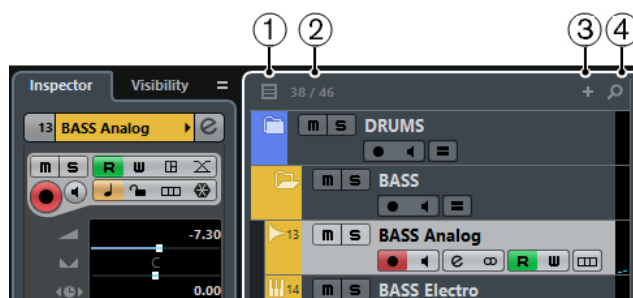 1 2 3 4
Inspector Visibility
38 / 46
13 BASS Analog e
m S R W
-7.30
C
0.00
m S DRUMS
m S BASS
13 m S BASS Analog
e R W
14 m S BASS Electro